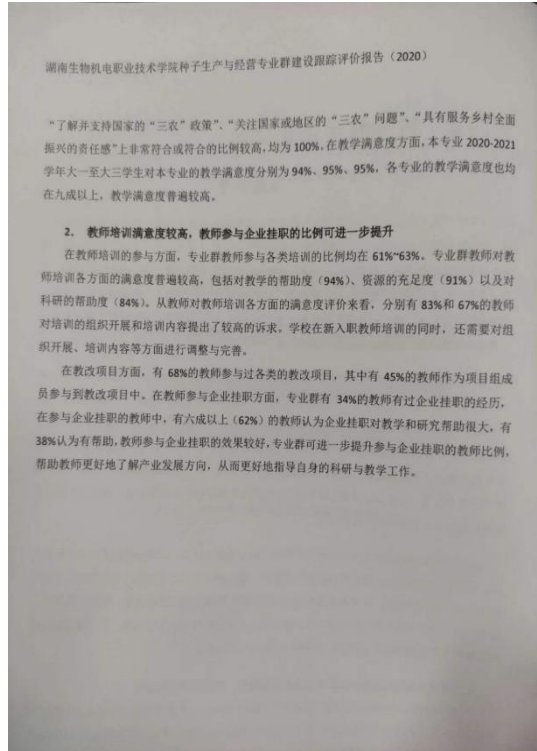 湖南生物机电职业技术学院种子生产与经营专业群建设跟踪评价报告（2020）
“了解并支持国家的“三农”政策”、“关注国家或地区的“三农”问题”、“具有服务乡村全面
振兴的责任感”上非常符合或符合的比例较高，均为 100%。在教学满意度方面，本专业 2020-2021
学年大一至大三学生对本专业的教学满意度分别为 94%、95%、95%，各专业的教学满意度也均
在九成以上，教学满意度普遍较高。
2. 教师培训满意度较高，教师参与企业挂职的比例可进一步提升
在教师培训的参与方面，专业群教师参与各类培训的比例均在 61%~63%。专业群教师对教
师培训各方面的满意度普遍较高，包括对教学的帮助度（94%）、资源的充足度（91%）以及对
科研的帮助度（84%）。从教师对教师培训各方面的满意度评价来看，分别有 83%和 67%的教师
对培训的组织开展和培训内容提出了较高的诉求。学校在新入职教师培训的同时，还需要对组
织开展、培训内容等方面进行调整与完善。
在教改项目方面，有 68%的教师参与过各类的教改项目，其中有 45%的教师作为项目组成
员参与到教改项目中。在教师参与企业挂职方面，专业群有 34%的教师有过企业挂职的经历，
在参与企业挂职的教师中，有六成以上（62%）的教师认为企业挂职对教学和研究帮助很大，有
38%认为有帮助，教师参与企业挂职的效果较好，专业群可进一步提升参与企业挂职的教师比例，
帮助教师更好地了解产业发展方向，从而更好地指导自身的科研与教学工作。